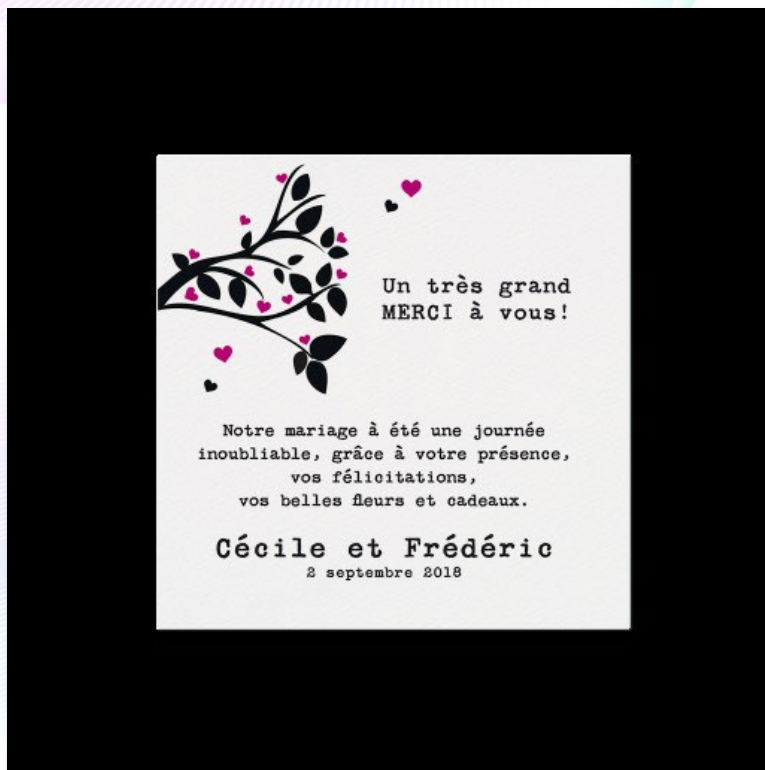 Un très grand
MERCI à vous!
Notre mariage à été une journée
inoubliable, grâce à votre présence,
vos félicitations,
vos belles fleurs et cadeaux.
Cécile et Frédéric
2 septembre 2018